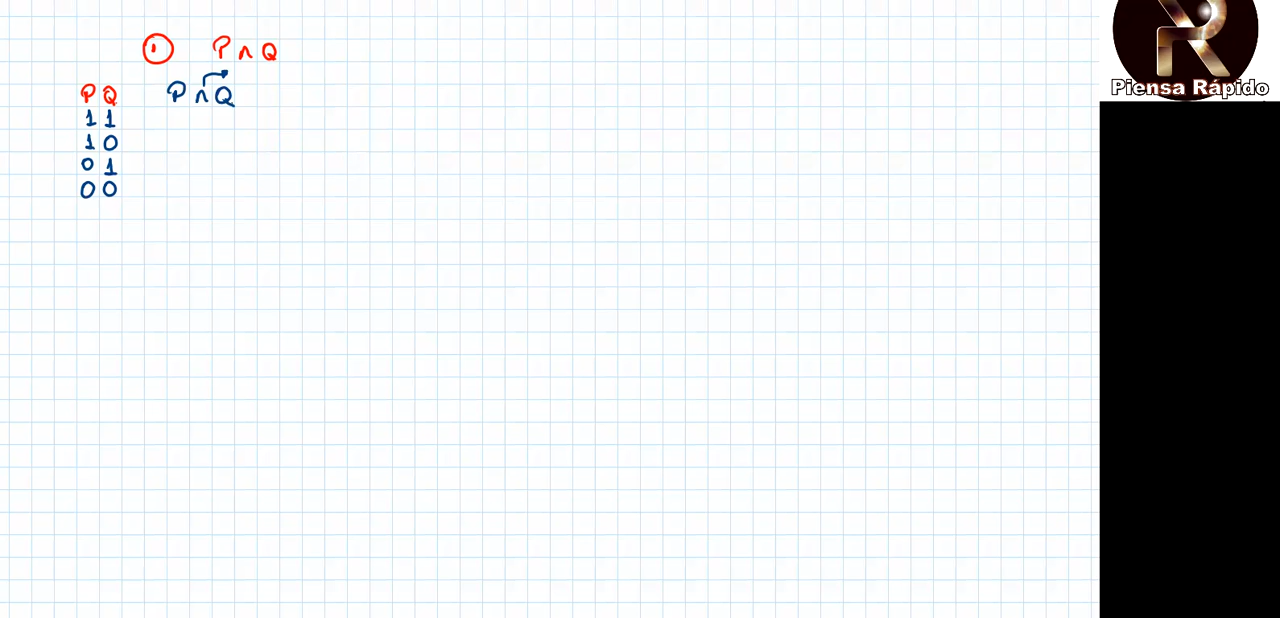 ① P ∧ Q
P Q P ∧ Q
1 1
1 0
0 1
0 0
Piensa Rápido